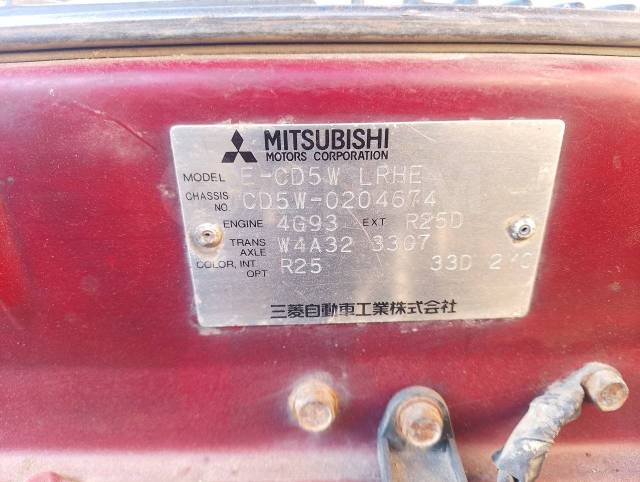 MITSUBISHI
MOTORS CORPORATION
MODEL E-CD5W LRHE
CHASSIS NO. CD5W-0204674
ENGINE 4G93 EXT R25D
TRANS AXLE W4A32 3307
COLOR, INT OPT R25 33D
三菱自動車工業株式会社